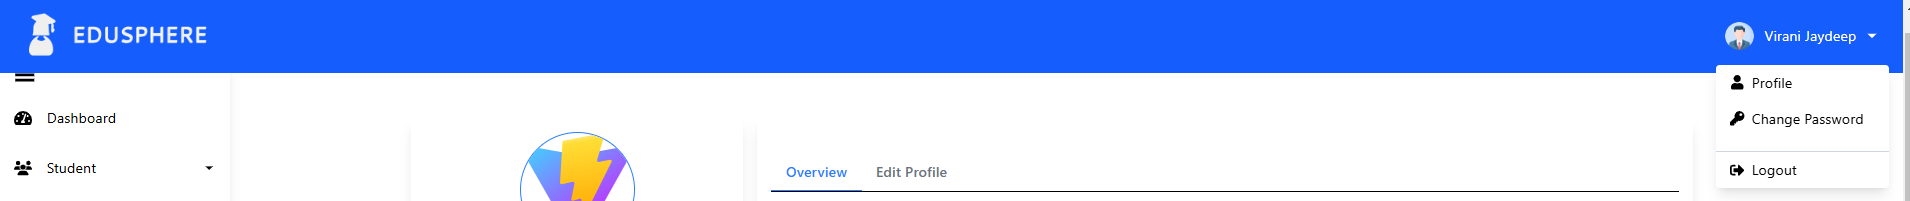 EDUSPHERE
Virani Jaydeep
Profile
Change Password
Logout
Dashboard
Student
Overview
Edit Profile